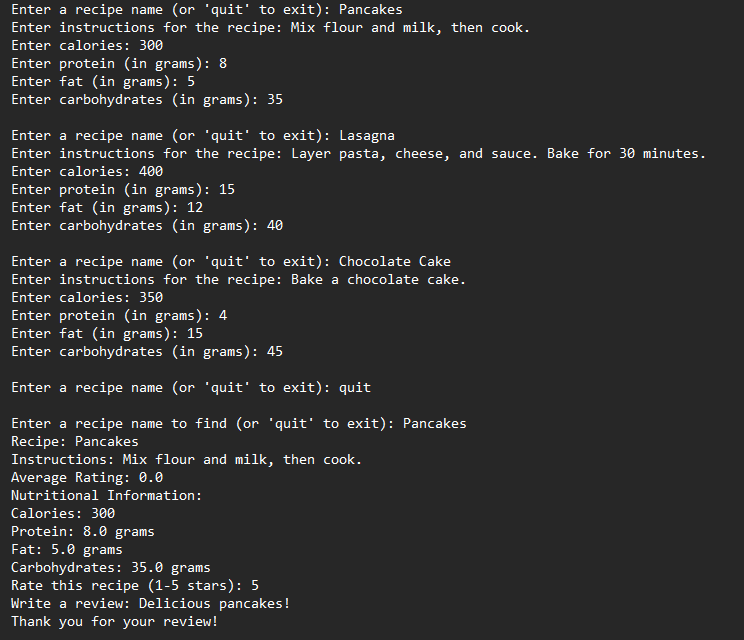 Enter a recipe name (or 'quit' to exit): Pancakes
Enter instructions for the recipe: Mix flour and milk, then cook.
Enter calories: 300
Enter protein (in grams): 8
Enter fat (in grams): 5
Enter carbohydrates (in grams): 35
Enter a recipe name (or 'quit' to exit): Lasagna
Enter instructions for the recipe: Layer pasta, cheese, and sauce. Bake for 30 minutes.
Enter calories: 400
Enter protein (in grams): 15
Enter fat (in grams): 12
Enter carbohydrates (in grams): 40
Enter a recipe name (or 'quit' to exit): Chocolate Cake
Enter instructions for the recipe: Bake a chocolate cake.
Enter calories: 350
Enter protein (in grams): 4
Enter fat (in grams): 15
Enter carbohydrates (in grams): 45
Enter a recipe name (or 'quit' to exit): quit
Enter a recipe name to find (or 'quit' to exit): Pancakes
Recipe: Pancakes
Instructions: Mix flour and milk, then cook.
Average Rating: 0.0
Nutritional Information:
Calories: 300
Protein: 8.0 grams
Fat: 5.0 grams
Carbohydrates: 35.0 grams
Rate this recipe (1-5 stars): 5
Write a review: Delicious pancakes!
Thank you for your review!